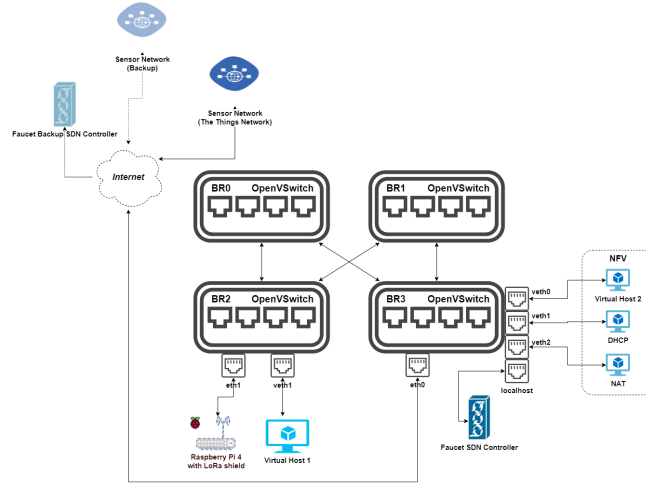 Sensor Network
(Backup)
Sensor Network
(The Things Network)
Faucet Backup SDN Controller
Internet
BR0 OpenVSwitch
BR1 OpenVSwitch
BR2 OpenVSwitch
BR3 OpenVSwitch
NFV
veth0
Virtual Host 2
veth1
DHCP
veth2
NAT
localhost
eth1
veth1
eth0
Raspberry Pi 4
with LoRa shield
Virtual Host 1
Faucet SDN Controller